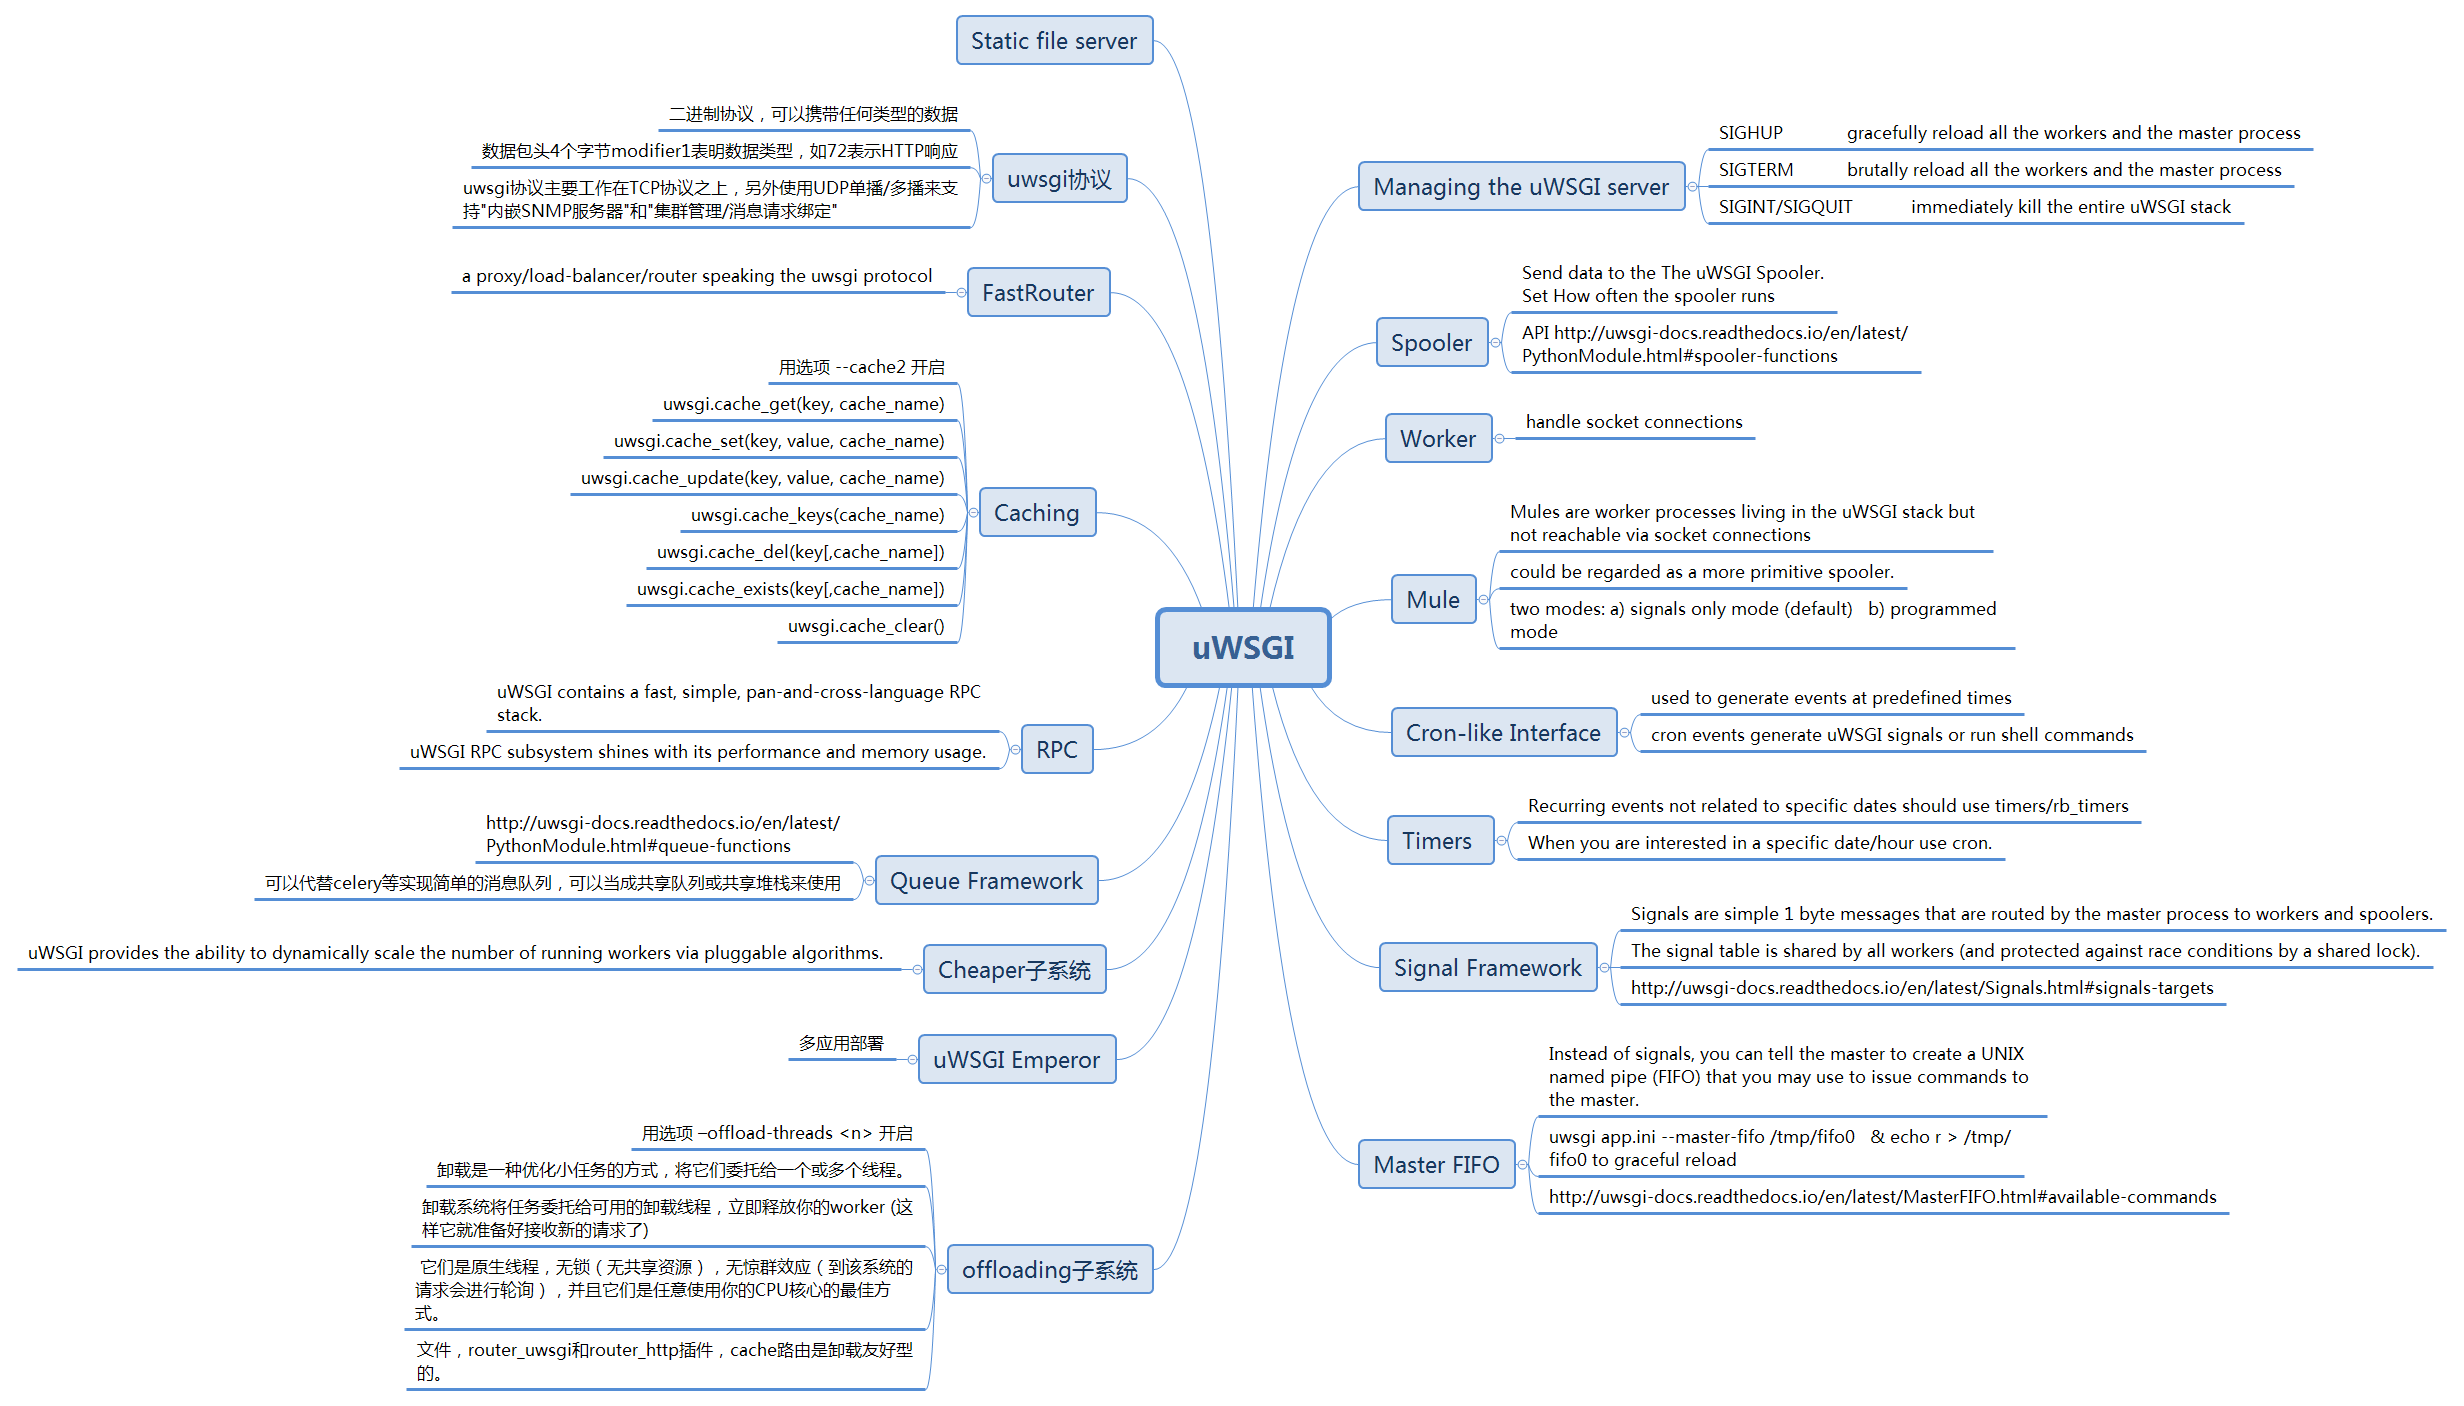 uWSGI
Static file server
uwsgi协议
二进制协议，可以携带任何类型的数据
数据包头4个字节modifier1表明数据类型，如72表示HTTP响应
uwsgi协议主要工作在TCP协议之上，另外使用UDP单播/多播来支
持"内嵌SNMP服务器"和"集群管理/消息请求绑定"
FastRouter
a proxy/load-balancer/router speaking the uwsgi protocol
Caching
用选项 --cache2 开启
uwsgi.cache_get(key, cache_name)
uwsgi.cache_set(key, value, cache_name)
uwsgi.cache_update(key, value, cache_name)
uwsgi.cache_keys(cache_name)
uwsgi.cache_del(key[,cache_name])
uwsgi.cache_exists(key[,cache_name])
uwsgi.cache_clear()
RPC
uWSGI contains a fast, simple, pan-and-cross-language RPC
stack.
uWSGI RPC subsystem shines with its performance and memory usage.
Queue Framework
http://uwsgi-docs.readthedocs.io/en/latest/
PythonModule.html#queue-functions
可以代替celery等实现简单的消息队列，可以当成共享队列或共享堆栈来使用
Cheaper子系统
uWSGI provides the ability to dynamically scale the number of running workers via pluggable algorithms.
uWSGI Emperor
多应用部署
offloading子系统
用选项 –offload-threads <n> 开启
卸载是一种优化小任务的方式，将它们委托给一个或多个线程。
卸载系统将任务委托给可用的卸载线程，立即释放你的worker (这
样它就准备好接收新的请求了)
它们是原生线程，无锁（无共享资源），无惊群效应（到该系统的
请求会进行轮询），并且它们是任意使用你的CPU核心的最佳方
式。
文件，router_uwsgi和router_http插件，cache路由是卸载友好型
的。
Managing the uWSGI server
SIGHUP gracefully reload all the workers and the master process
SIGTERM brutally reload all the workers and the master process
SIGINT/SIGQUIT immediately kill the entire uWSGI stack
Spooler
Send data to the The uWSGI Spooler.
Set How often the spooler runs
API http://uwsgi-docs.readthedocs.io/en/latest/
PythonModule.html#spooler-functions
Worker
handle socket connections
Mule
Mules are worker processes living in the uWSGI stack but
not reachable via socket connections
could be regarded as a more primitive spooler.
two modes: a) signals only mode (default) b) programmed
mode
Cron-like Interface
used to generate events at predefined times
cron events generate uWSGI signals or run shell commands
Timers
Recurring events not related to specific dates should use timers/rb_timers
When you are interested in a specific date/hour use cron.
Signal Framework
Signals are simple 1 byte messages that are routed by the master process to workers and spoolers.
The signal table is shared by all workers (and protected against race conditions by a shared lock).
http://uwsgi-docs.readthedocs.io/en/latest/Signals.html#signals-targets
Master FIFO
Instead of signals, you can tell the master to create a UNIX
named pipe (FIFO) that you may use to issue commands to
the master.
uwsgi app.ini --master-fifo /tmp/fifo0 & echo r > /tmp/
fifo0 to graceful reload
http://uwsgi-docs.readthedocs.io/en/latest/MasterFIFO.html#available-commands